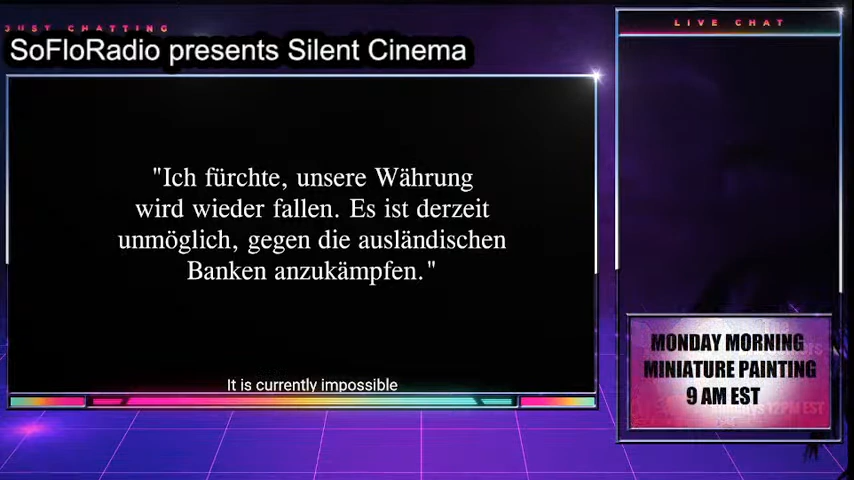 JUST CHATTING
SoFloRadio presents Silent Cinema
LIVE CHAT
"Ich fürchte, unsere Währung
wird wieder fallen. Es ist derzeit
unmöglich, gegen die ausländischen
Banken anzukämpfen."
It is currently impossible
MONDAY MORNING
MINIATURE PAINTING
9 AM EST